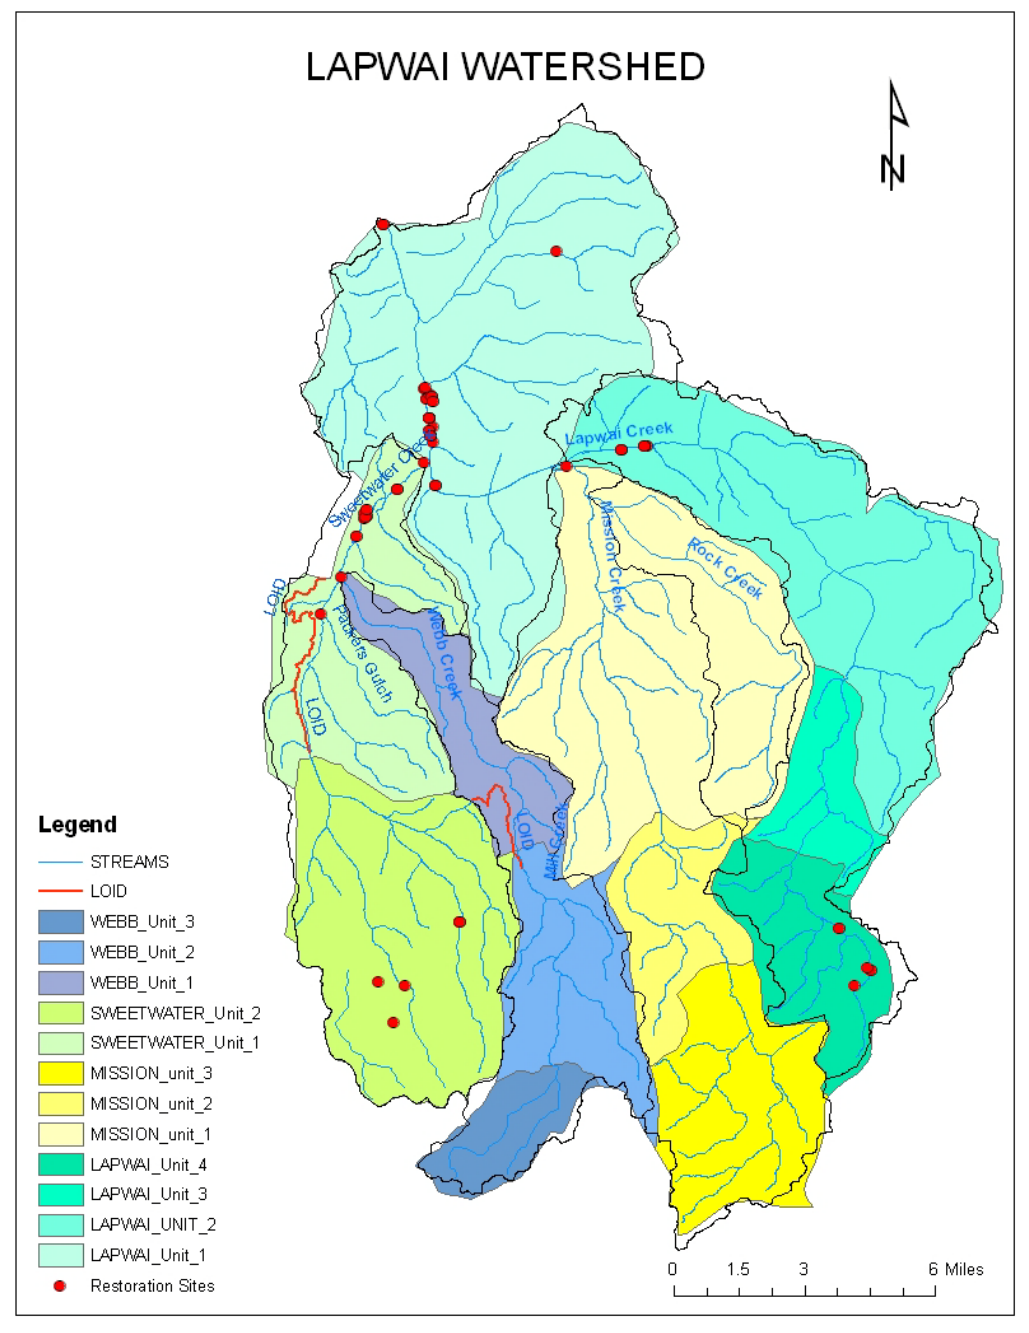 LAPWAI WATERSHED
N
Lapwai Creek
Sweetwater Creek
Mission Creek
Rock Creek
LOID
Packers Gulch
Webb Creek
LOID
LOID
Mill Creek
Legend
STREAMS
LOID
WEBB_Unit_3
WEBB_Unit_2
WEBB_Unit_1
SWEETWATER_Unit_2
SWEETWATER_Unit_1
MISSION_unit_3
MISSION_unit_2
MISSION_unit_1
LAPWAI_Unit_4
LAPWAI_Unit_3
LAPWAI_UNIT_2
LAPWAI_Unit_1
Restoration Sites
0 1.5 3 6 Miles